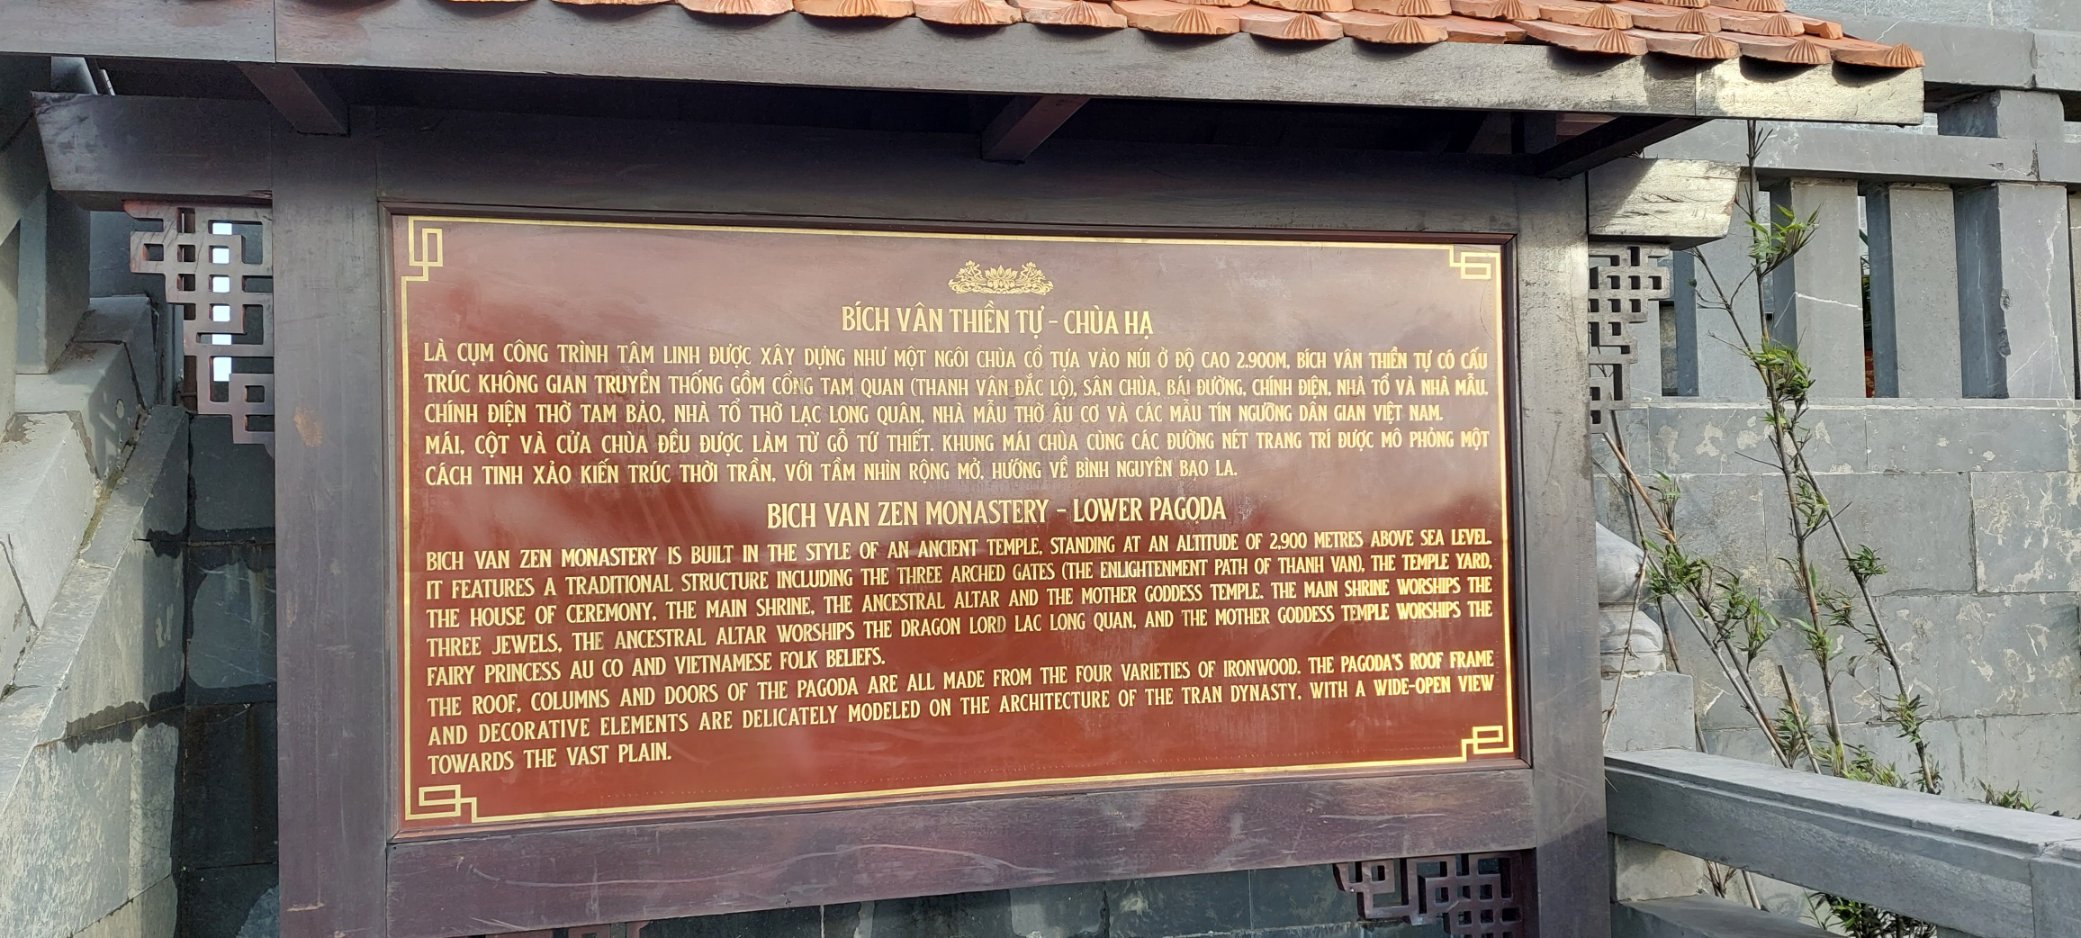 BÍCH VÂN THIỀN TỰ - CHÙA HẠ
LÀ CỤM CÔNG TRÌNH TÂM LINH ĐƯỢC XÂY DỰNG NHƯ MỘT NGÔI CHÙA CỔ TỰA VÀO NÚI Ở ĐỘ CAO 2.900M, BÍCH VÂN THIỀN TỰ CÓ CẤU
TRÚC KHÔNG GIAN TRUYỀN THỐNG GỒM CỔNG TAM QUAN (THANH VÂN ĐẮC LỘ), SÂN CHÙA, BÁI ĐƯỜNG, CHÍNH ĐIỆN, NHÀ TỔ VÀ NHÀ MẪU.
CHÍNH ĐIỆN THỜ TAM BẢO, NHÀ TỔ THỜ LẠC LONG QUÂN, NHÀ MẪU THỜ ÂU CƠ VÀ CÁC MẪU TÍN NGƯỠNG DÂN GIAN VIỆT NAM.
MÁI, CỘT VÀ CỬA CHÙA ĐỀU ĐƯỢC LÀM TỪ GỖ TỨ THIẾT. KHUNG MÁI CHÙA CÙNG CÁC ĐƯỜNG NÉT TRANG TRÍ ĐƯỢC MÔ PHỎNG MỘT
CÁCH TINH XẢO KIẾN TRÚC THỜI TRẦN, VỚI TẦM NHÌN RỘNG MỞ, HƯỚNG VỀ BÌNH NGUYÊN BAO LA.
BICH VAN ZEN MONASTERY - LOWER PAGODA
BICH VAN ZEN MONASTERY IS BUILT IN THE STYLE OF AN ANCIENT TEMPLE, STANDING AT AN ALTITUDE OF 2,900 METRES ABOVE SEA LEVEL.
IT FEATURES A TRADITIONAL STRUCTURE INCLUDING THE THREE ARCHED GATES (THE ENLIGHTENMENT PATH OF THANH VAN), THE TEMPLE YARD,
THE HOUSE OF CEREMONY, THE MAIN SHRINE, THE ANCESTRAL ALTAR AND THE MOTHER GODDESS TEMPLE. THE MAIN SHRINE WORSHIPS THE
THREE JEWELS, THE ANCESTRAL ALTAR WORSHIPS THE DRAGON LORD LAC LONG QUAN, AND THE MOTHER GODDESS TEMPLE WORSHIPS THE
FAIRY PRINCESS AU CO AND VIETNAMESE FOLK BELIEFS.
THE ROOF, COLUMNS AND DOORS OF THE PAGODA ARE ALL MADE FROM THE FOUR VARIETIES OF IRONWOOD. THE PAGODA'S ROOF FRAME
AND DECORATIVE ELEMENTS ARE DELICATELY MODELED ON THE ARCHITECTURE OF THE TRAN DYNASTY, WITH A WIDE-OPEN VIEW
TOWARDS THE VAST PLAIN.